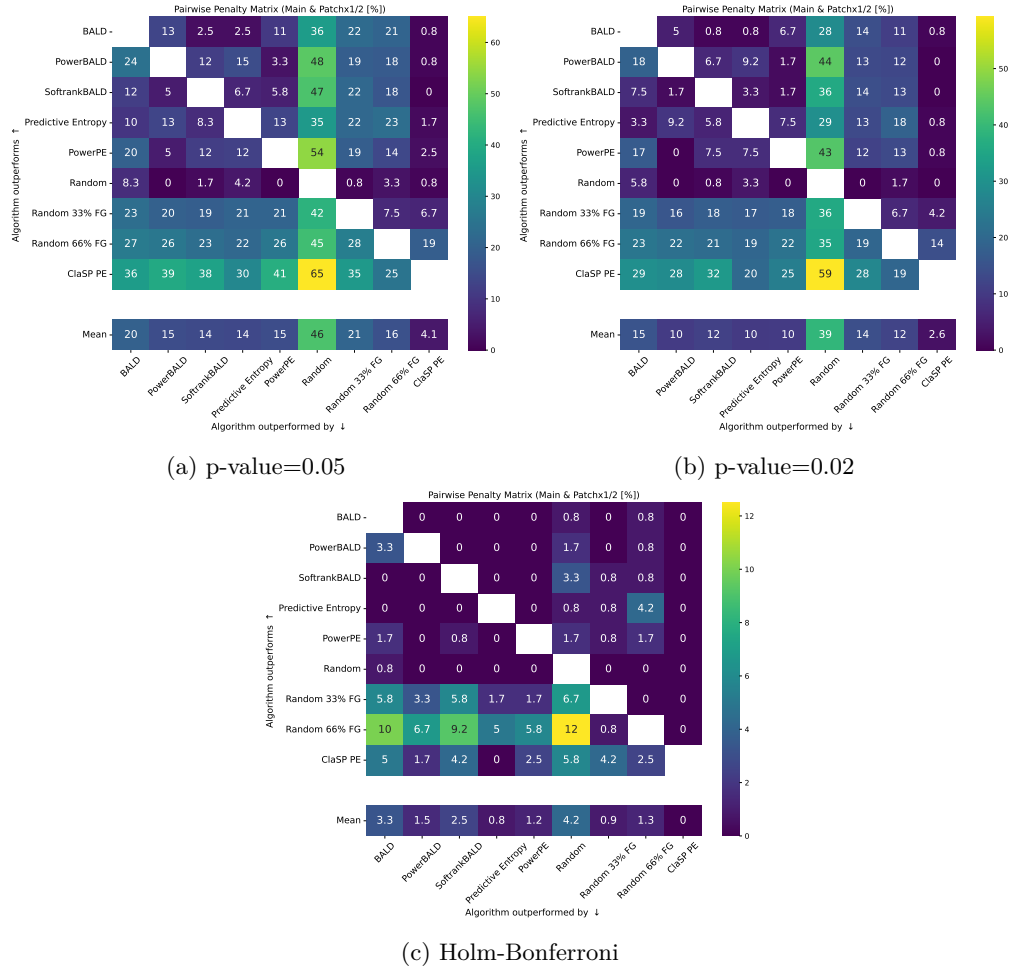 Pairwise Penalty Matrix (Main & Patchx1/2 [%])
BALD 13 2.5 2.5 11 36 22 21 0.8
PowerBALD 24 12 15 3.3 48 19 18 0.8
SoftrankBALD 12 5 6.7 5.8 47 22 18 0
Predictive Entropy 10 13 8.3 13 35 22 23 1.7
PowerPE 20 5 12 12 54 19 14 2.5
Random 8.3 0 1.7 4.2 0 0.8 3.3 0.8
Random 33% FG 23 20 19 21 21 42 7.5 6.7
Random 66% FG 27 26 23 22 26 45 28 19
ClaSP PE 36 39 38 30 41 65 35 25
Mean 20 15 14 14 15 46 21 16 4.1
Algorithm outperforms ↑
BALD PowerBALD SoftrankBALD Predictive Entropy PowerPE Random Random 33% FG Random 66% FG ClaSP PE
Algorithm outperformed by ↓
60
50
40
30
20
10
0
(a) p-value=0.05
Pairwise Penalty Matrix (Main & Patchx1/2 [%])
BALD 5 0.8 0.8 6.7 28 14 11 0.8
PowerBALD 18 6.7 9.2 1.7 44 13 12 0
SoftrankBALD 7.5 1.7 3.3 1.7 36 14 13 0
Predictive Entropy 3.3 9.2 5.8 7.5 29 13 18 0.8
PowerPE 17 0 7.5 7.5 43 12 13 0.8
Random 5.8 0 0.8 3.3 0 0 1.7 0
Random 33% FG 19 16 18 17 18 36 6.7 4.2
Random 66% FG 23 22 21 19 22 35 19 14
ClaSP PE 29 28 32 20 25 59 28 19
Mean 15 10 12 10 10 39 14 12 2.6
Algorithm outperforms ↑
BALD PowerBALD SoftrankBALD Predictive Entropy PowerPE Random Random 33% FG Random 66% FG ClaSP PE
Algorithm outperformed by ↓
50
40
30
20
10
0
(b) p-value=0.02
Pairwise Penalty Matrix (Main & Patchx1/2 [%])
BALD 0 0 0 0 0.8 0 0.8 0
PowerBALD 3.3 0 0 0 1.7 0 0.8 0
SoftrankBALD 0 0 0 0 3.3 0.8 0.8 0
Predictive Entropy 0 0 0 0 0.8 0.8 4.2 0
PowerPE 1.7 0 0.8 0 1.7 0.8 1.7 0
Random 0.8 0 0 0 0 0 0 0
Random 33% FG 5.8 3.3 5.8 1.7 1.7 6.7 0 0
Random 66% FG 10 6.7 9.2 5 5.8 12 0.8 0
ClaSP PE 5 1.7 4.2 0 2.5 5.8 4.2 2.5
Mean 3.3 1.5 2.5 0.8 1.2 4.2 0.9 1.3 0
Algorithm outperforms ↑
BALD PowerBALD SoftrankBALD Predictive Entropy PowerPE Random Random 33% FG Random 66% FG ClaSP PE
Algorithm outperformed by ↓
12
10
8
6
4
2
0
(c) Holm-Bonferroni